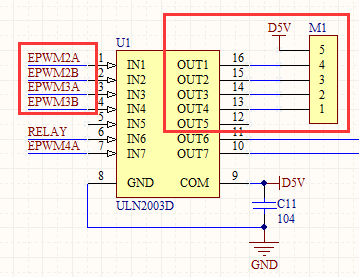 U1
D5V
M1
EPWM2A 1 IN1 OUT1 16 5
EPWM2B 2 IN2 OUT2 15 4
EPWM3A 3 IN3 OUT3 14 3
EPWM3B 4 IN4 OUT4 13 2
5 IN5 OUT5 12 1
RELAY 6 IN6 OUT6 11
EPWM4A 7 IN7 OUT7 10
8 GND COM 9 D5V
ULN2003D
C11
104
GND